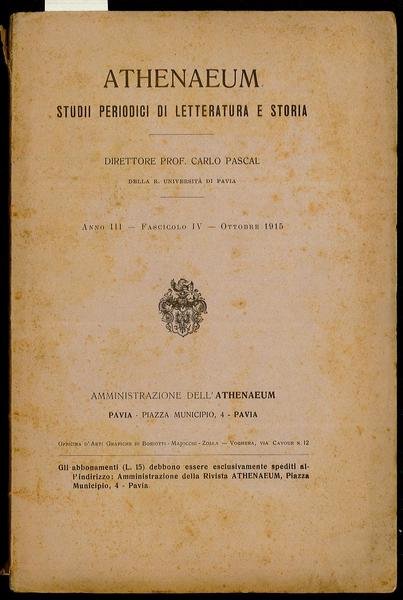 ATHENAEUM
STUDII PERIODICI DI LETTERATURA E STORIA
DIRETTORE PROF. CARLO PASCAL
DELLA R. UNIVERSITÀ DI PAVIA
ANNO III — FASCICOLO IV — OTTOBRE 1915
AMMINISTRAZIONE DELL'ATHENAEUM
PAVIA - PIAZZA MUNICIPIO, 4 - PAVIA
OFFICINA D'ARTI GRAFICHE DI BORIOTTI - MAJOCCHI - ZOLLA — VOGHERA, VIA CAVOUR N. 12
Gli abbonamenti (L. 15) debbono essere esclusivamente spediti al-
l'indirizzo: Amministrazione della Rivista ATHENAEUM, Piazza
Municipio, 4 - Pavia.